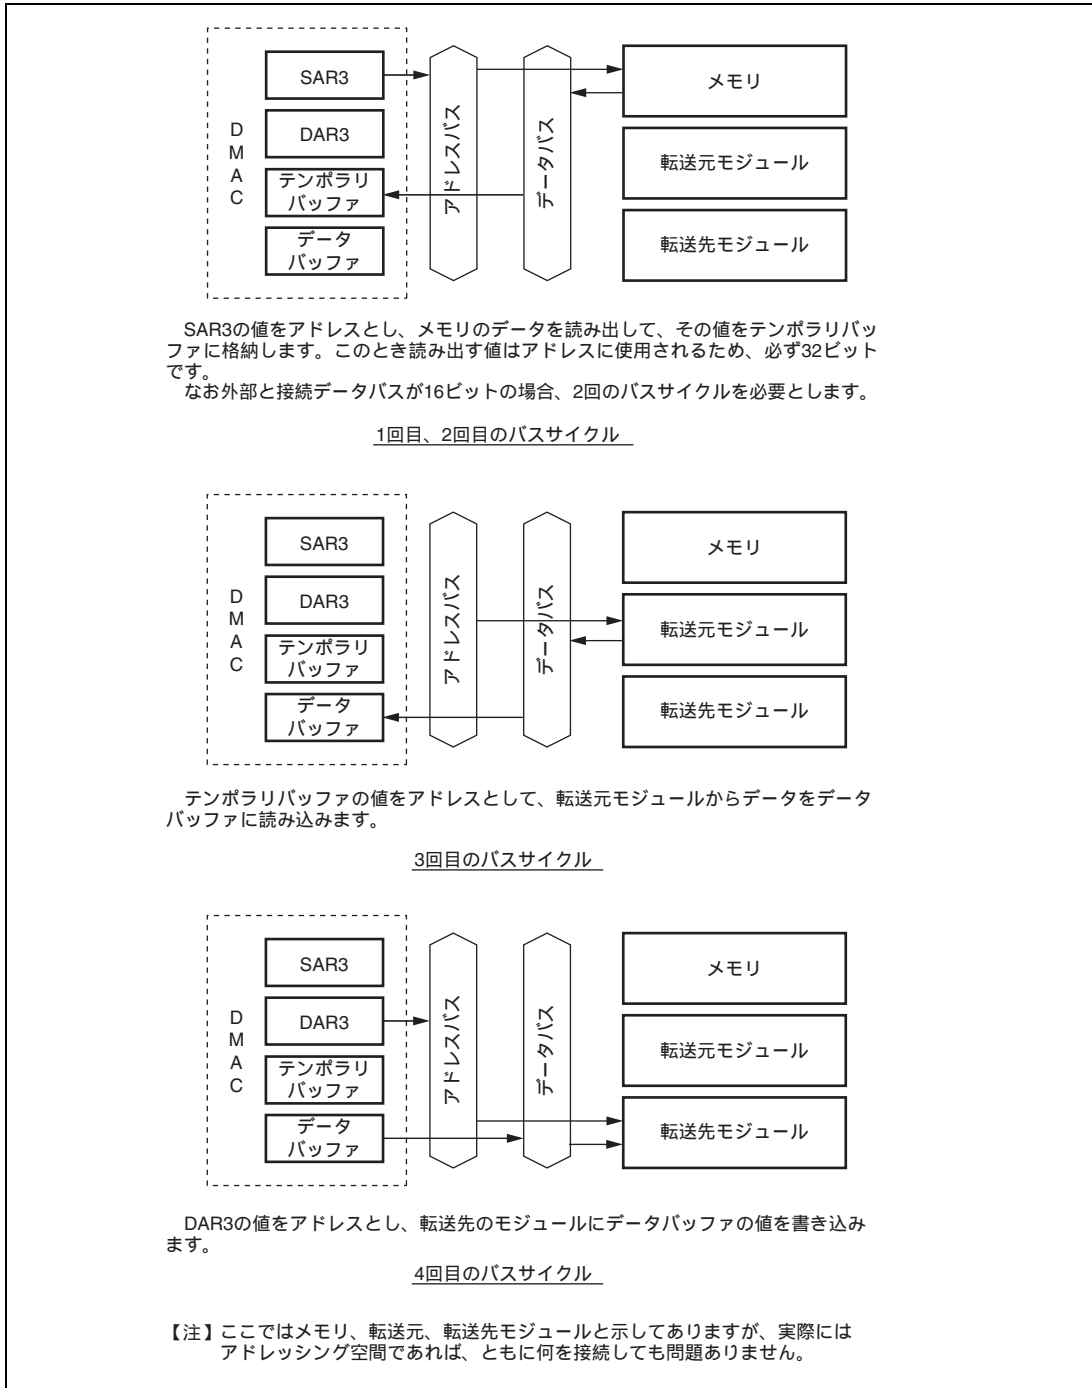 SAR3
DAR3
テンポラリ
バッファ
データ
バッファ
D
M
A
C
アドレスバス
データバス
メモリ
転送元モジュール
転送先モジュール
SAR3の値をアドレスとし、メモリのデータを読み出して、その値をテンポラリバッ
ファに格納します。このとき読み出す値はアドレスに使用されるため、必ず32ビット
です。
なお外部と接続データバスが16ビットの場合、2回のバスサイクルを必要とします。
1回目、2回目のバスサイクル
SAR3
DAR3
テンポラリ
バッファ
データ
バッファ
D
M
A
C
アドレスバス
データバス
メモリ
転送元モジュール
転送先モジュール
テンポラリバッファの値をアドレスとして、転送元モジュールからデータをデータ
バッファに読み込みます。
3回目のバスサイクル
SAR3
DAR3
テンポラリ
バッファ
データ
バッファ
D
M
A
C
アドレスバス
データバス
メモリ
転送元モジュール
転送先モジュール
DAR3の値をアドレスとし、転送先のモジュールにデータバッファの値を書き込み
ます。
4回目のバスサイクル
【注】ここではメモリ、転送元、転送先モジュールと示してありますが、実際には
アドレッシング空間であれば、ともに何を接続しても問題ありません。